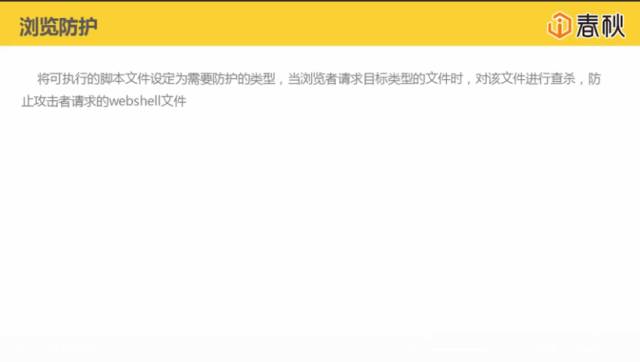 浏览防护
春秋
将可执行的脚本文件设定为需要防护的类型，当浏览者请求目标类型的文件时，对该文件进行查杀，防
止攻击者请求的webshell文件